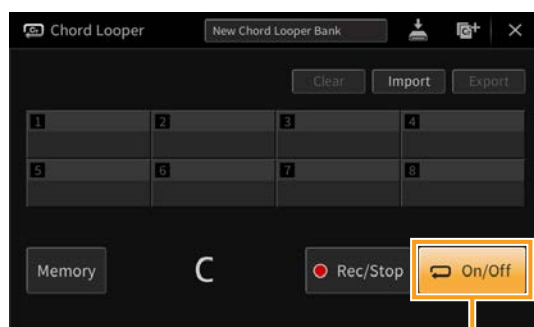 Chord Looper New Chord Looper Bank
Clear Import Export
1 2 3 4
5 6 7 8
Memory C Rec/Stop On/Off